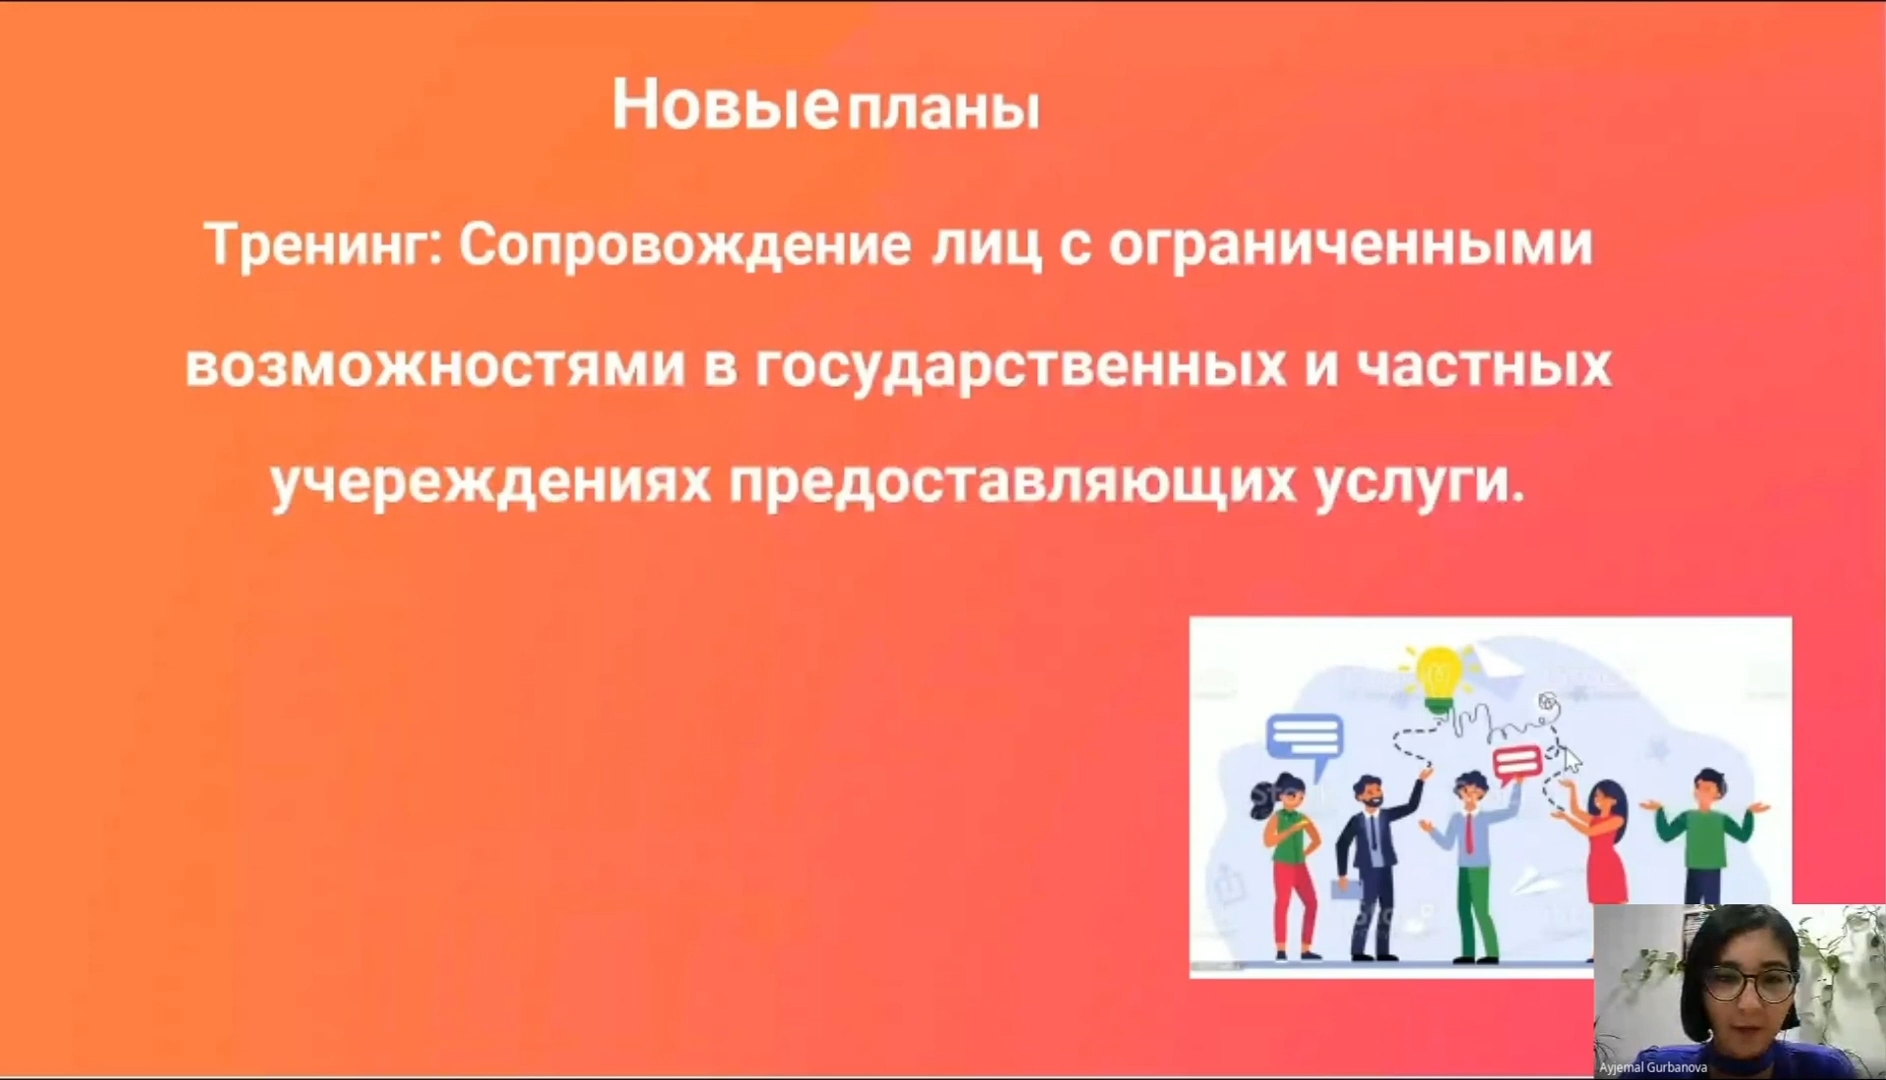 Новые планы
Тренинг: Сопровождение лиц с ограниченными
возможностями в государственных и частных
учереждениях предоставляющих услуги.
Ayjemal Gurbanova